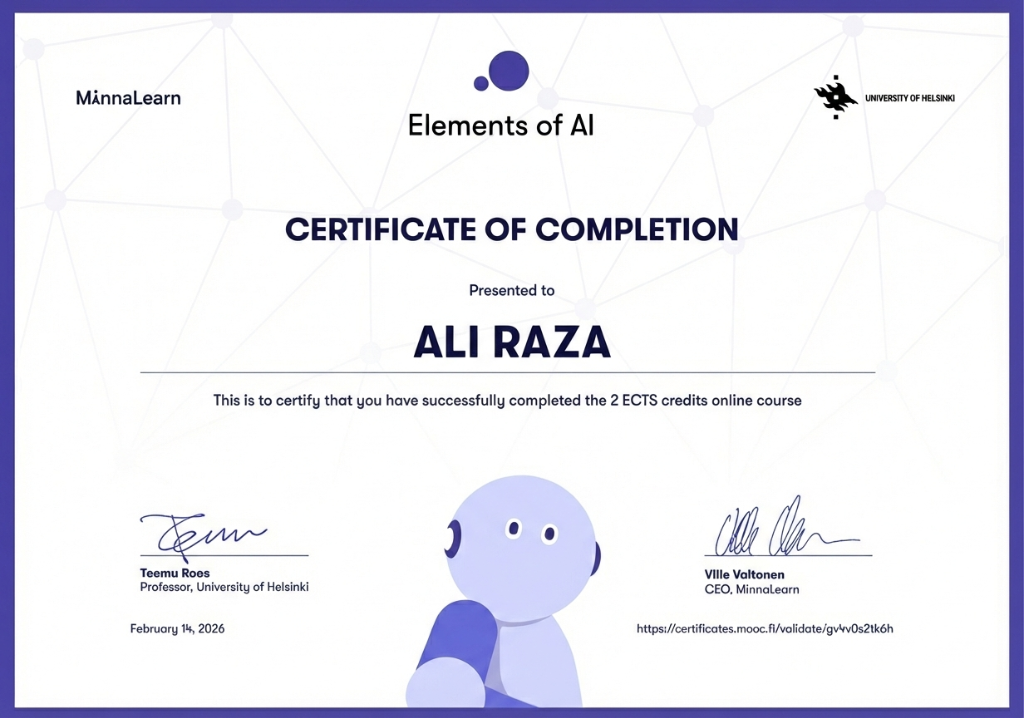 MinnaLearn
Elements of AI
UNIVERSITY OF HELSINKI
CERTIFICATE OF COMPLETION
Presented to
ALI RAZA
This is to certify that you have successfully completed the 2 ECTS credits online course
Teemu Roos
Professor, University of Helsinki
VIlle Valtonen
CEO, MinnaLearn
February 14, 2026
https://certificates.mooc.fi/validate/gv4v0s2tk6h